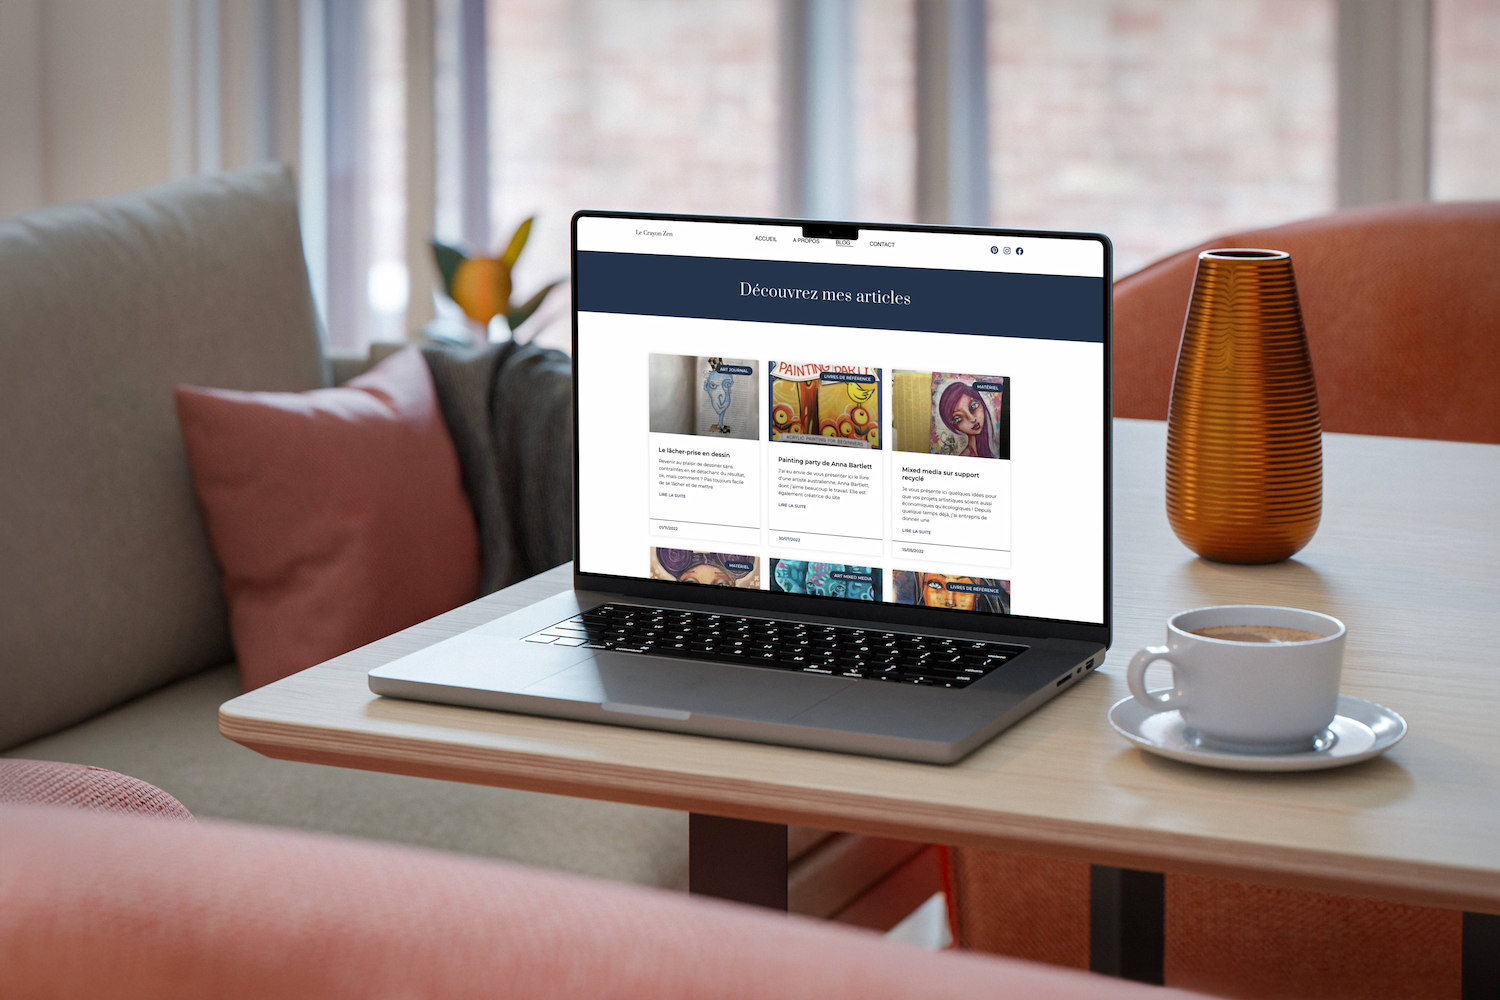 Le Crayon Zen
ACCUEIL
A PROPOS
BLOG
CONTACT
Découvrez mes articles
ART JOURNAL
Le lâcher-prise en dessin
Revenir au plaisir de dessiner sans
contraintes en se détachant du résultat,
ok, mais comment ? Pas toujours facile
de se lâcher et de mettre
LIRE LA SUITE
01/11/2022
PAINTING PARTY
LIVRES DE RÉFÉRENCE
ACRYLIC PAINTING FOR BEGINNERS
Painting party de Anna Bartlett
J'ai eu envie de vous présenter ici le livre
d'une artiste australienne, Anna Bartlett,
dont j'aime beaucoup le travail. Elle est
également créatrice du site
LIRE LA SUITE
30/07/2022
MATÉRIEL
Mixed media sur support
recyclé
Je vous présente ici quelques idées pour
que vos projets artistiques soient aussi
économiques qu'écologiques ! Depuis
quelque temps déjà, j'ai entrepris de
donner une
LIRE LA SUITE
MATÉRIEL
ART MIXED MEDIA
LIVRES DE RÉFÉRENCE